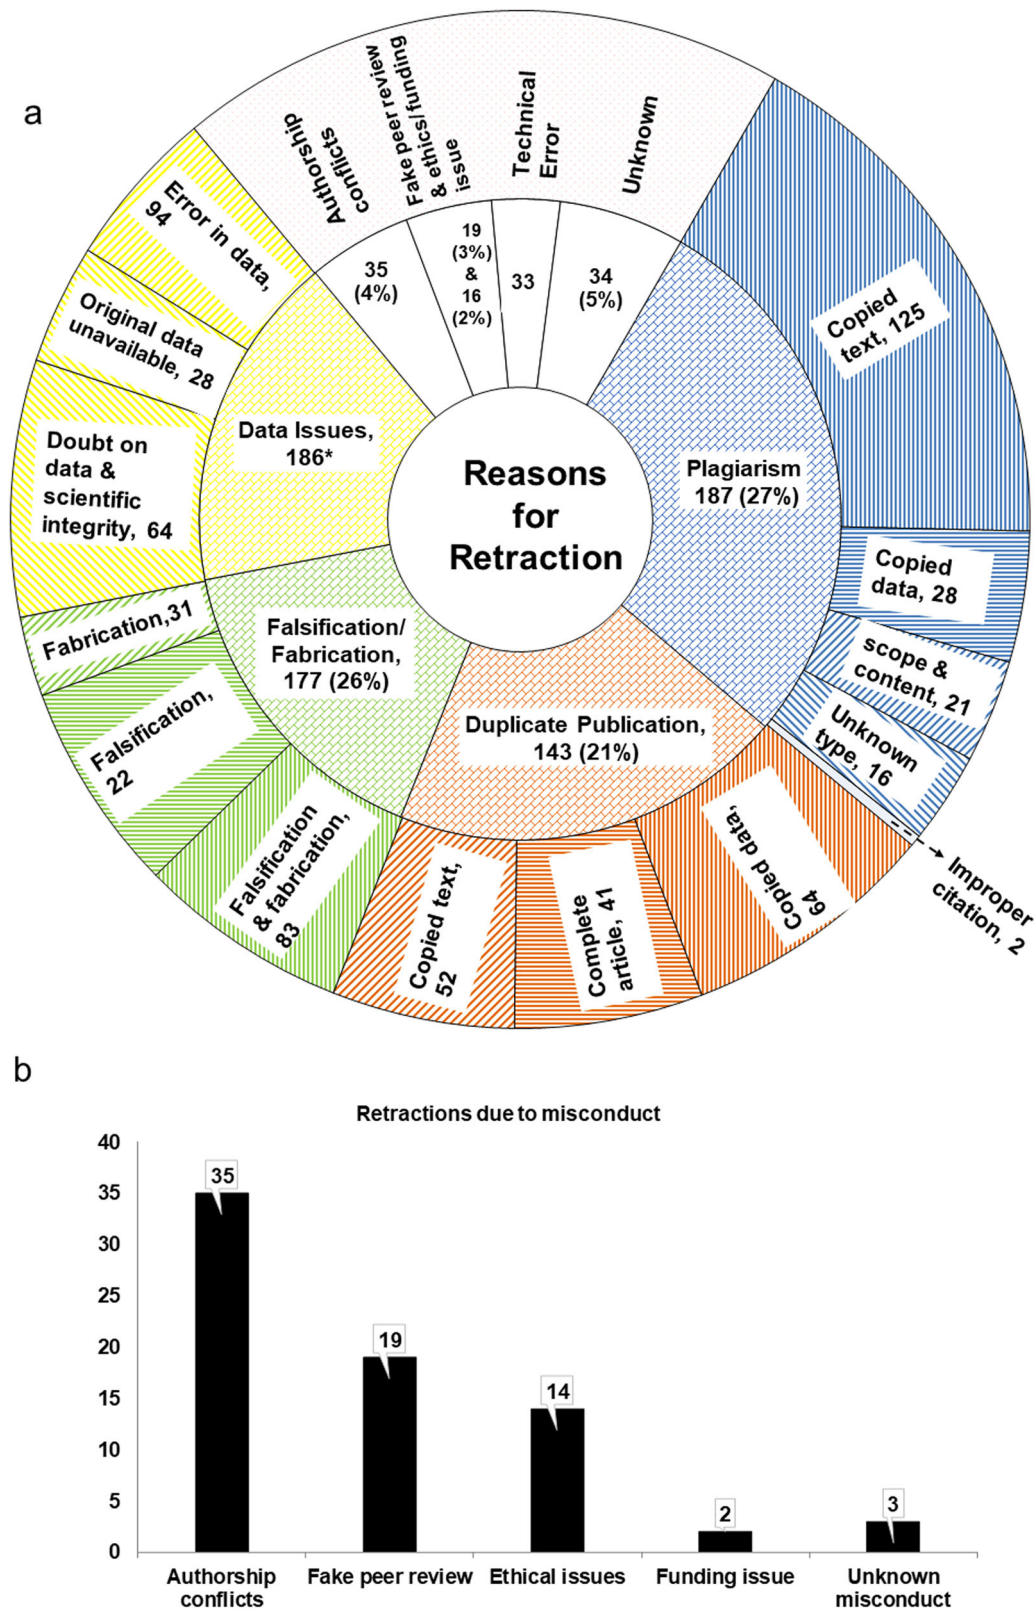 a
Authorship
conflicts
Fake peer review
& ethics/funding
issue
Technical
Error
Unknown
35
(4%)
19
(3%)
&
16
(2%)
33
34
(5%)
Error in data,
94
Original data
unavailable, 28
Doubt on
data &
scientific
integrity, 64
Data Issues,
186*
Reasons
for
Retraction
Plagiarism
187 (27%)
Copied
text, 125
Copied
data, 28
scope &
content, 21
Unknown
type, 16
Improper
citation, 2
Falsification/
Fabrication,
177 (26%)
Fabrication,31
Falsification,
22
Falsification
& fabrication,
83
Duplicate Publication,
143 (21%)
Copied text,
52
Complete
article, 41
Copied data,
64
b
Retractions due to misconduct
40
35
30
25
20
15
10
5
0
35
19
14
2
3
Authorship
conflicts
Fake peer review
Ethical issues
Funding issue
Unknown
misconduct